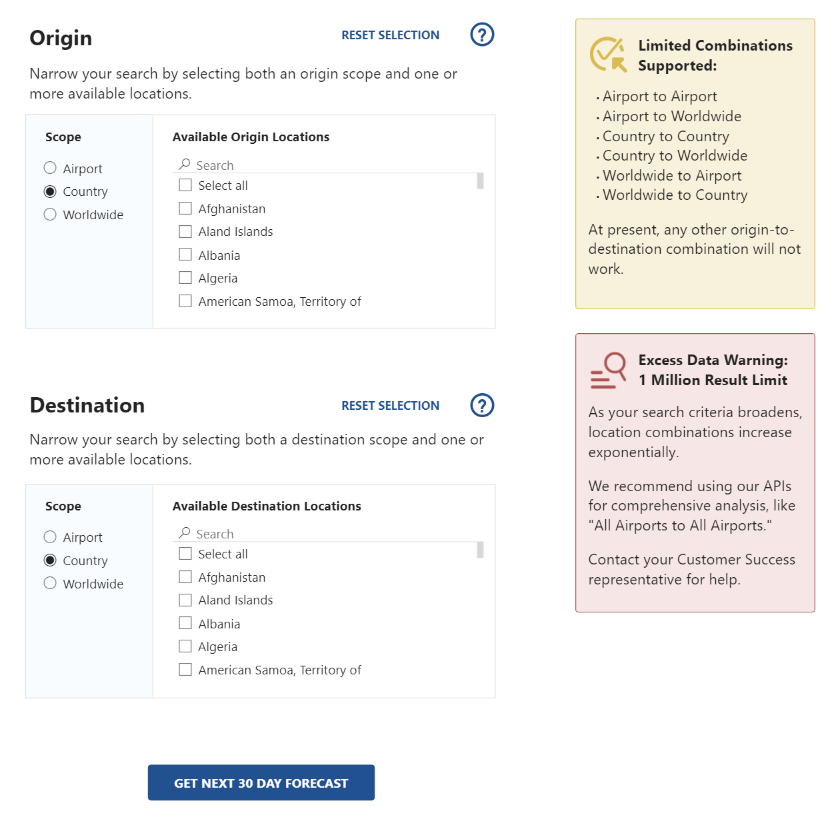 Origin
RESET SELECTION
?
Narrow your search by selecting both an origin scope and one or
more available locations.
Scope
Airport
Country
Worldwide
Available Origin Locations
Search
Select all
Afghanistan
Aland Islands
Albania
Algeria
American Samoa, Territory of
Destination
RESET SELECTION
?
Narrow your search by selecting both a destination scope and one or
more available locations.
Scope
Airport
Country
Worldwide
Available Destination Locations
Search
Select all
Afghanistan
Aland Islands
Albania
Algeria
American Samoa, Territory of
GET NEXT 30 DAY FORECAST
Limited Combinations
Supported:
• Airport to Airport
• Airport to Worldwide
• Country to Country
• Country to Worldwide
• Worldwide to Airport
• Worldwide to Country
At present, any other origin-to-
destination combination will not
work.
Excess Data Warning:
1 Million Result Limit
As your search criteria broadens,
location combinations increase
exponentially.
We recommend using our APIs
for comprehensive analysis, like
"All Airports to All Airports."
Contact your Customer Success
representative for help.